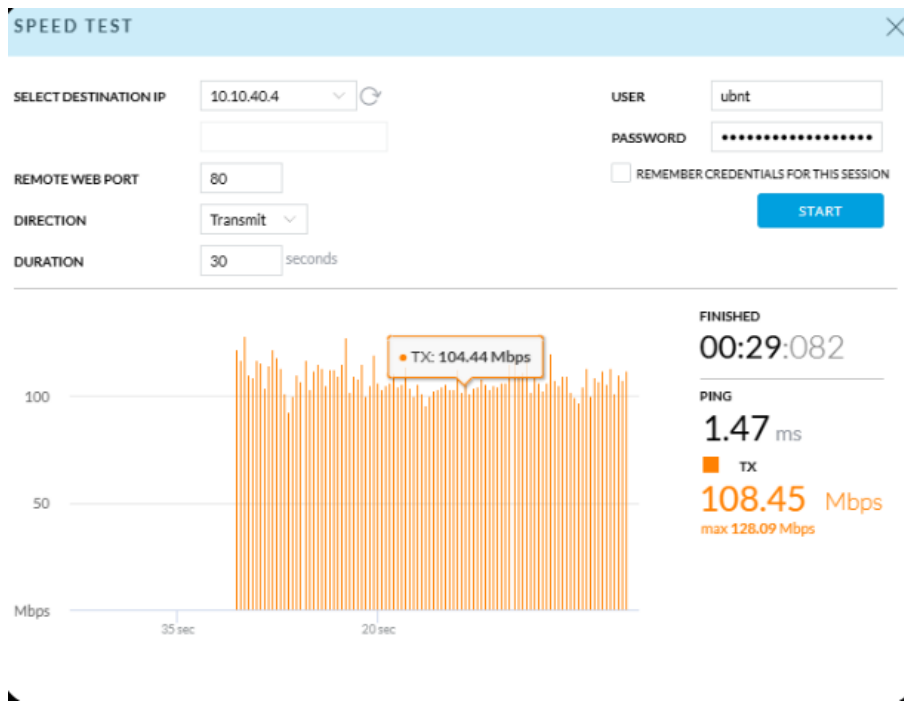 SPEED TEST
SELECT DESTINATION IP 10.10.40.4
USER ubnt
PASSWORD ••••••••••••••••••
REMEMBER CREDENTIALS FOR THIS SESSION
REMOTE WEB PORT 80
START
DIRECTION Transmit
DURATION 30 seconds
FINISHED
00:29:082
TX: 104.44 Mbps
PING
1.47 ms
TX
108.45 Mbps
max 128.09 Mbps
100
50
Mbps
35 sec 20 sec